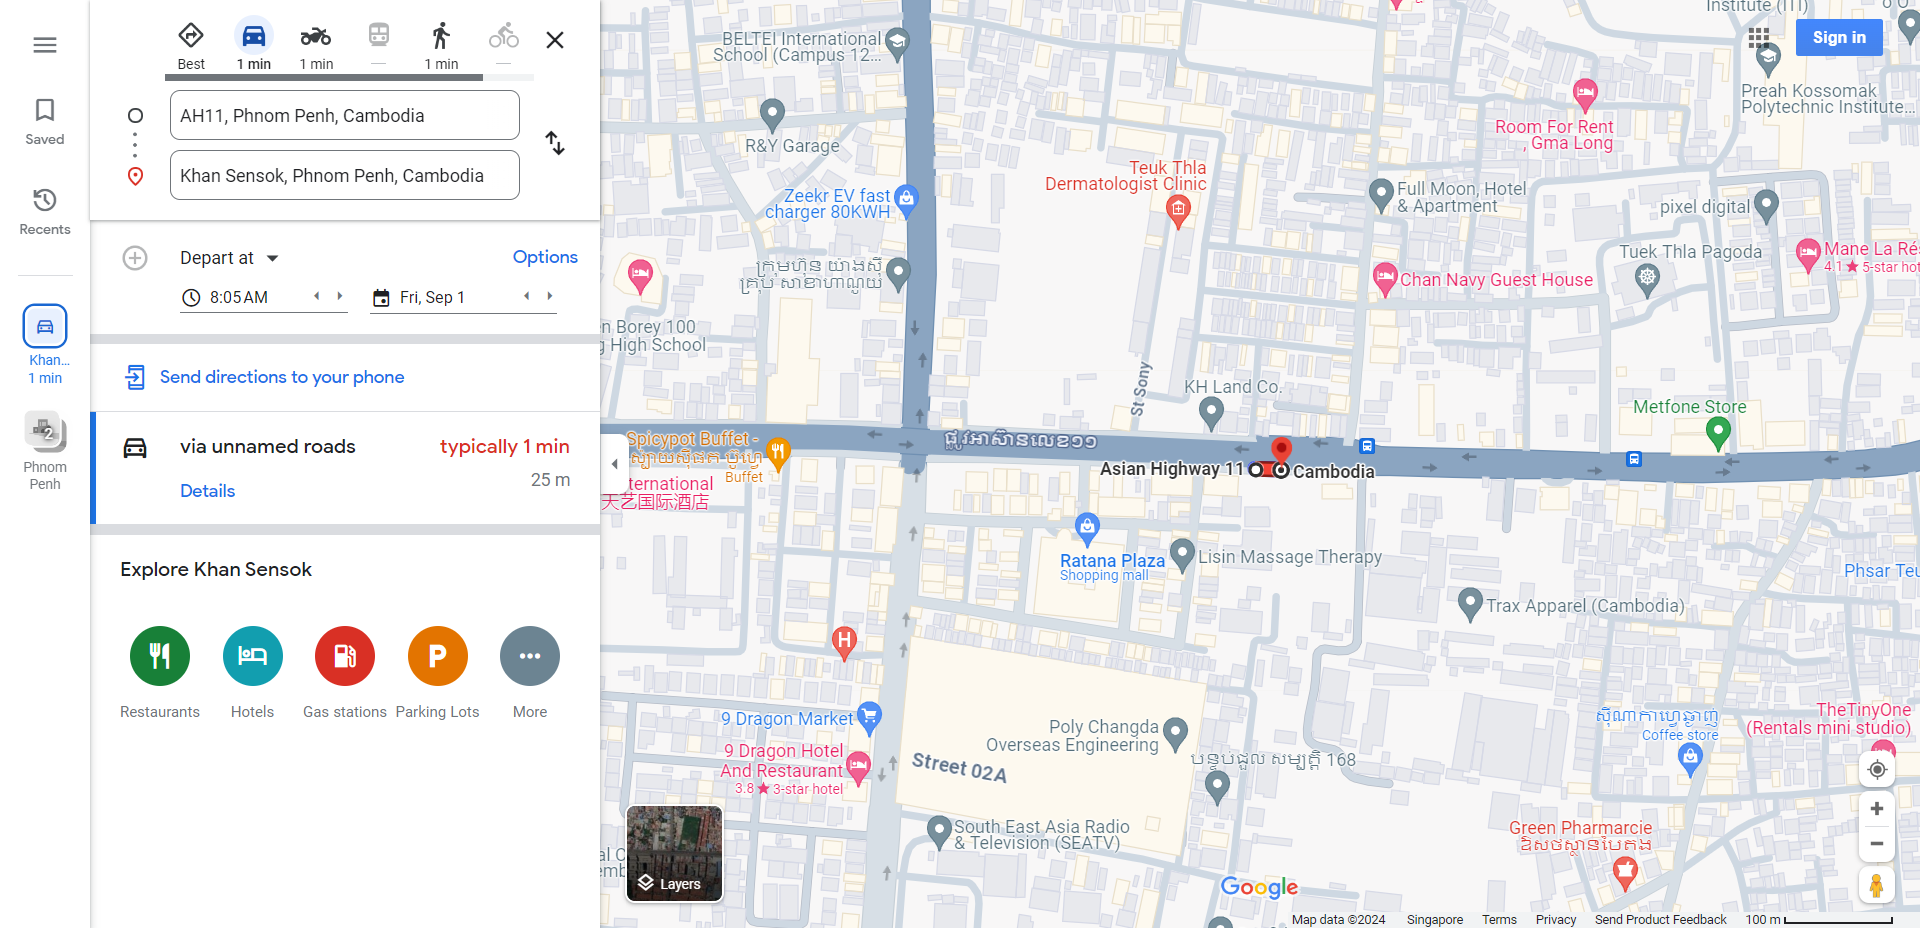 Best
1 min
1 min
1 min
AH11, Phnom Penh, Cambodia
Khan Sensok, Phnom Penh, Cambodia
Saved
Recents
Khan...
1 min
2
Phnom
Penh
Depart at
Options
8:05 AM
Fri, Sep 1
Send directions to your phone
via unnamed roads
typically 1 min
25 m
Details
Explore Khan Sensok
Restaurants
Hotels
Gas stations
Parking Lots
More
P
Sign in
Institute (ITI)
BELTEI International
School (Campus 12...
Preah Kossomak
Polytechnic Institute...
Room For Rent
, Gma Long
R&Y Garage
Teuk Thla
Dermatologist Clinic
Zeekr EV fast
charger 80KWH
Full Moon, Hotel
& Apartment
pixel digital
Tuek Thla Pagoda
Mane La Rés
4.1 ★ 5-star hot
ក្រុមហ៊ុន យ៉ាងស៊ិ
គ្រុប សាខាហាណូយ
Chan Navy Guest House
n Borey 100
g High School
KH Land Co.
St Sony
Metfone Store
Spicypot Buffet -
ស្ប៉ាយស៊ីផត ប៊ូហ្វេ
Buffet
ផ្លូវអាស៊ានលេខ១១
Asian Highway 11
Cambodia
ternational
天艺国际酒店
Ratana Plaza
Shopping mall
Lisin Massage Therapy
Phsar Teu
Trax Apparel (Cambodia)
H
9 Dragon Market
9 Dragon Hotel
And Restaurant
3.8 ★ 3-star hotel
Street 02A
Poly Changda
Overseas Engineering
បន្ទប់ជួល សម្បត្តិ 168
ស៊ីណាកាហ្វេឆ្ងាញ់
Coffee store
TheTinyOne
(Rentals mini studio)
South East Asia Radio
& Television (SEATV)
Green Pharmarcie
ឱសថស្ថានបៃតង
al C
emb
Layers
Google
Map data ©2024
Singapore
Terms
Privacy
Send Product Feedback
100 m